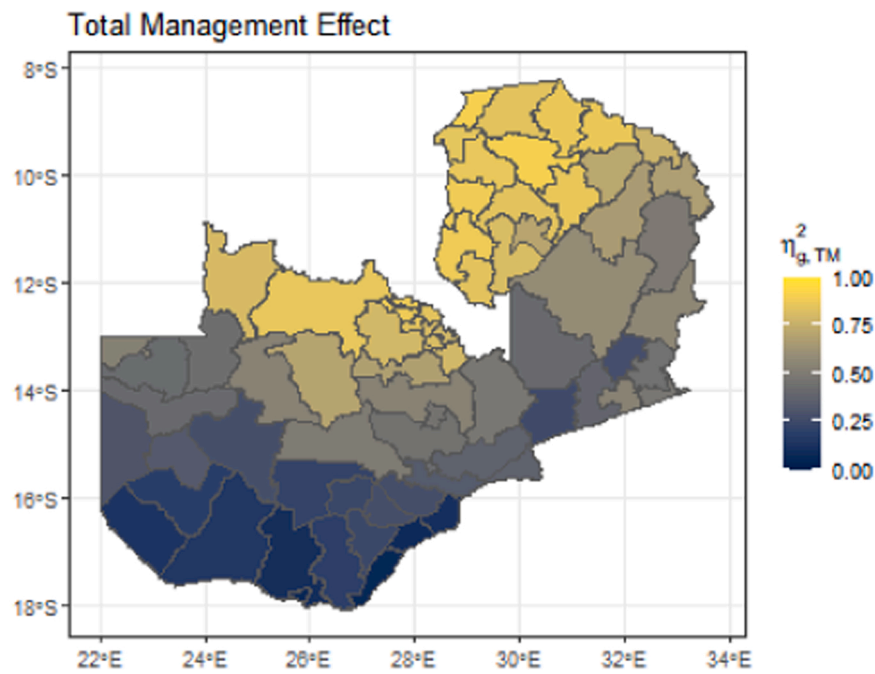 Total Management Effect
8°S
10°S
12°S
14°S
16°S
18°S
22°E 24°E 26°E 28°E 30°E 32°E 34°E
η²g, TM
1.00
0.75
0.50
0.25
0.00